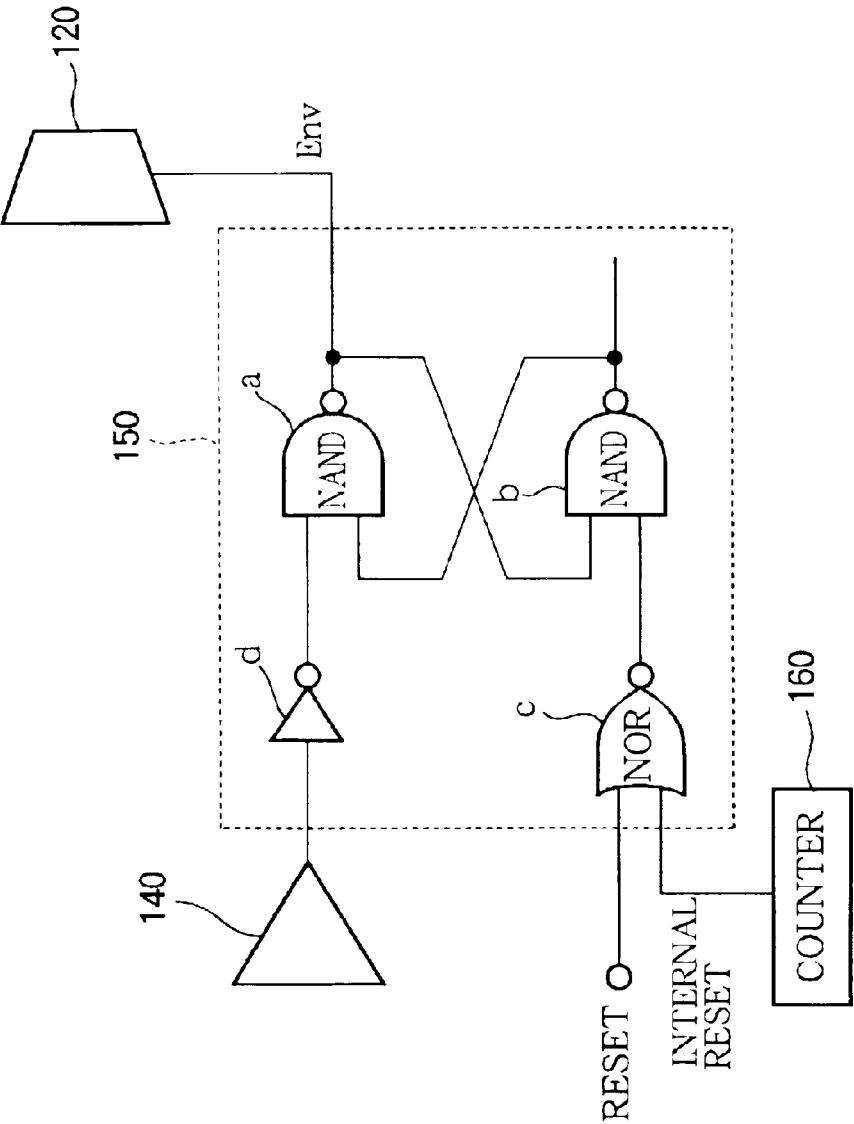 120
Env
150
a
NAND
b
NAND
d
c
NOR
140
160
COUNTER
RESET
INTERNAL
RESET